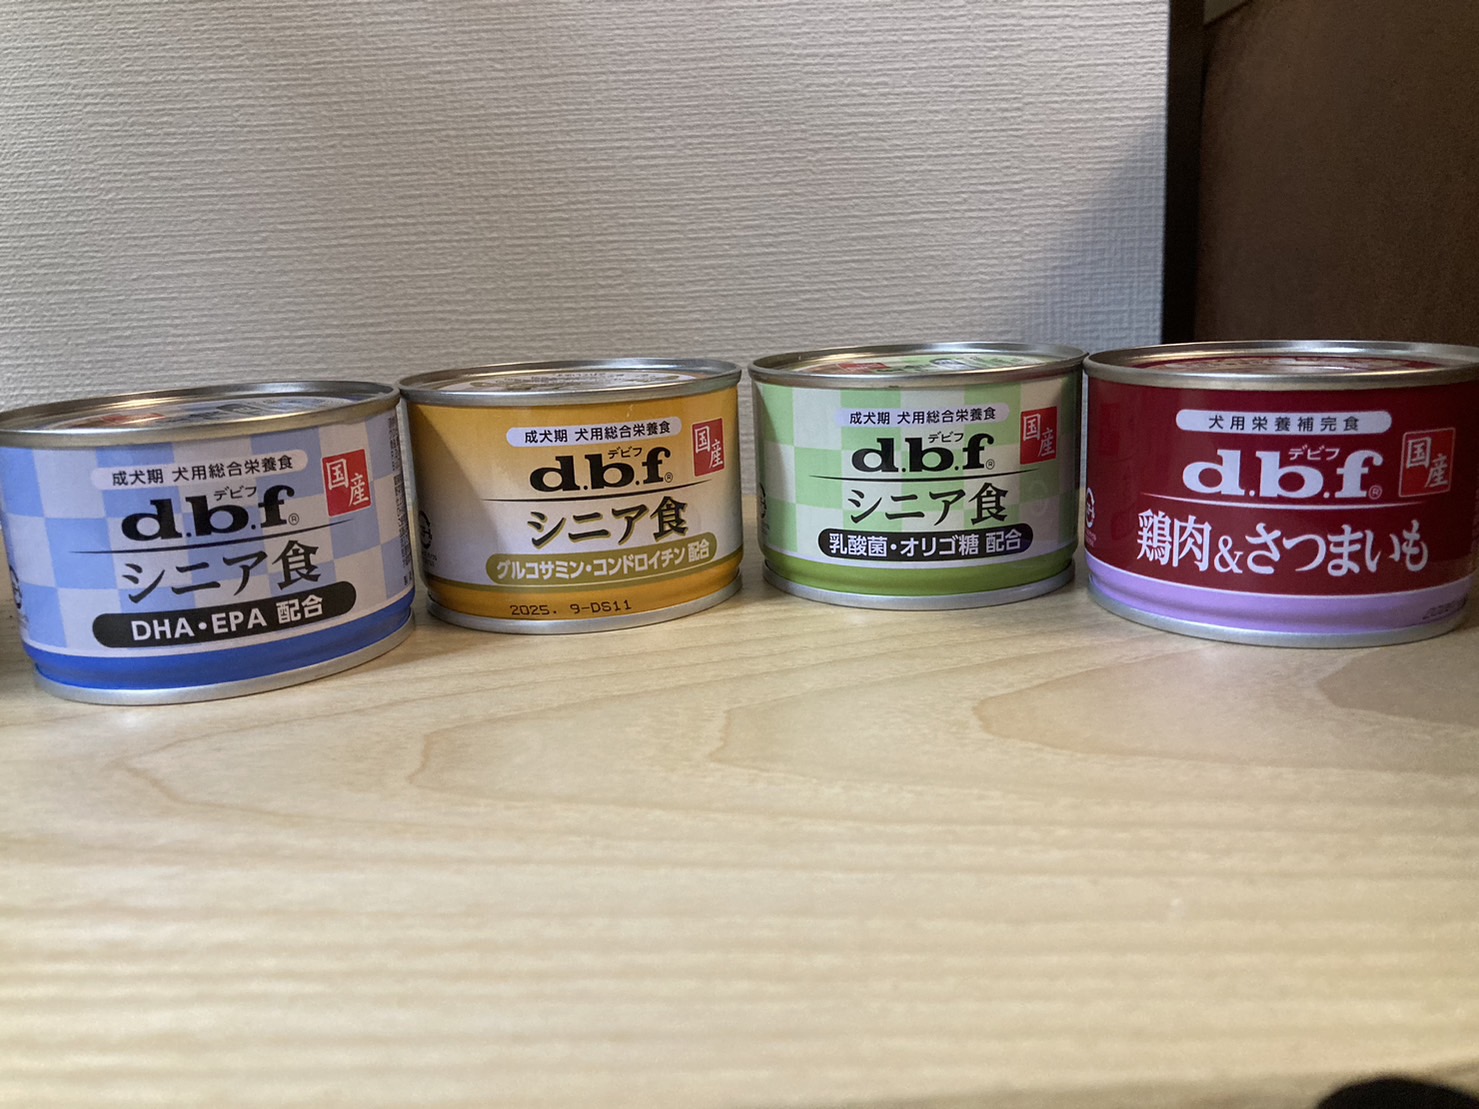 成犬期 犬用総合栄養食
デビフ
d.b.f®
国産
シニア食
DHA・EPA 配合
成犬期 犬用総合栄養食
デビフ
d.b.f®
国産
シニア食
グルコサミン・コンドロイチン配合
2025. 9-DS11
成犬期 犬用総合栄養食
デビフ
d.b.f®
国産
シニア食
乳酸菌・オリゴ糖 配合
犬用栄養補完食
デビフ
d.b.f®
国産
鶏肉&さつまいも